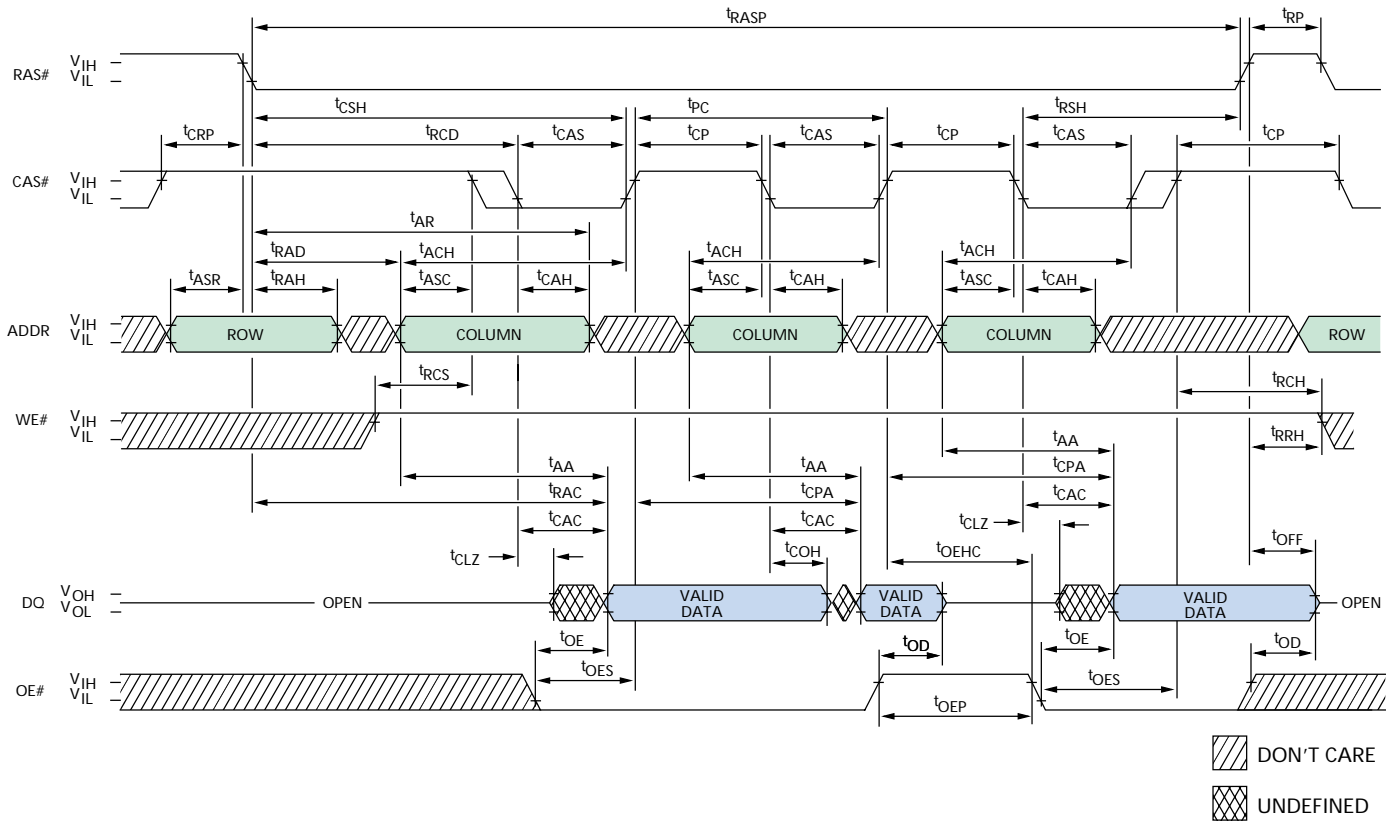 tRASP tRP
RAS# VIH VIL
tCSH tPC tRSH
tCRP tRCD tCAS tCP tCAS tCP tCAS tCP
CAS# VIH VIL
tAR
tRAD tACH tACH tACH
tASR tRAH tASC tCAH tASC tCAH tASC tCAH
ADDR VIH VIL ROW COLUMN COLUMN COLUMN ROW
tRCS tRCH
WE# VIH VIL
tRRH
tAA tAA tAA
tRAC tCPA tCPA
tCAC tCAC tCAC
tCLZ tCOH tOEHC tCLZ tOFF
DQ VOH VOL OPEN VALID DATA VALID DATA VALID DATA OPEN
tOE tOD tOE tOD
tOES tOES
OE# VIH VIL
tOEP
DON'T CARE
UNDEFINED